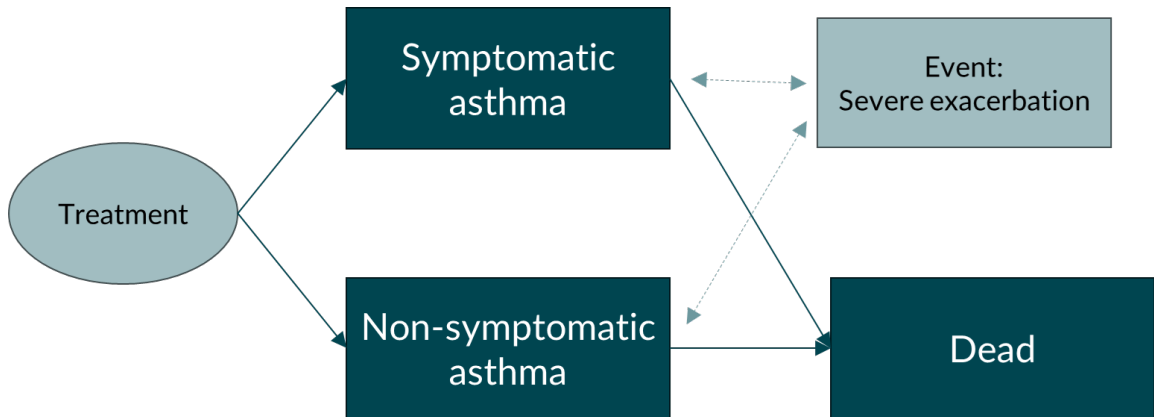 Symptomatic
asthma
Event:
Severe exacerbation
Treatment
Non-symptomatic
asthma
Dead